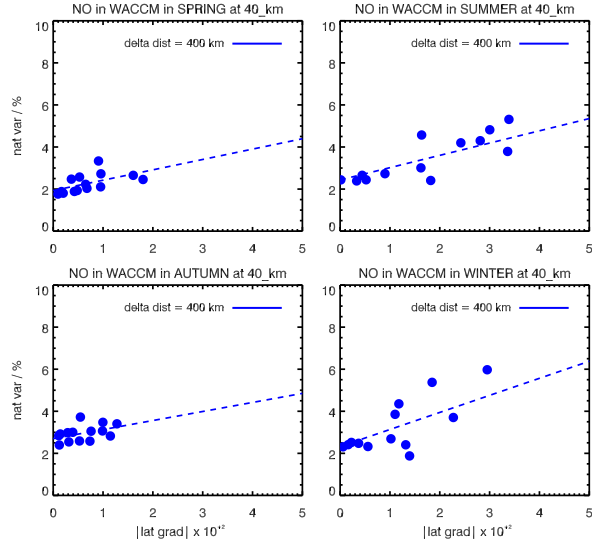 NO in WACCM in SPRING at 40_km
NO in WACCM in SUMMER at 40_km
10
8
6
4
2
0
nat var / %
delta dist = 400 km
0 1 2 3 4 5
10
8
6
4
2
0
delta dist = 400 km
0 1 2 3 4 5
NO in WACCM in AUTUMN at 40_km
NO in WACCM in WINTER at 40_km
10
8
6
4
2
0
nat var / %
delta dist = 400 km
0 1 2 3 4 5
|lat grad| x 10⁺²
10
8
6
4
2
0
delta dist = 400 km
0 1 2 3 4 5
|lat grad| x 10⁺²